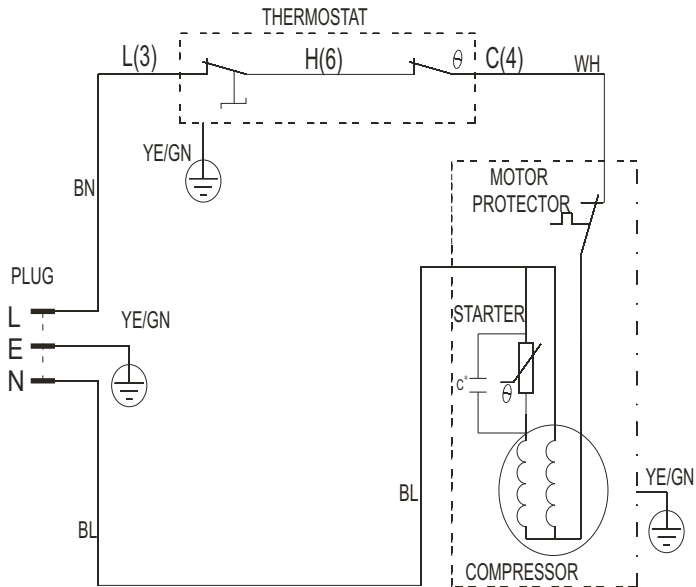 THERMOSTAT
L(3)
H(6)
θ
C(4)
WH
YE/GN
BN
MOTOR
PROTECTOR
PLUG
L
YE/GN
STARTER
E
N
c*
θ
BL
YE/GN
BL
COMPRESSOR